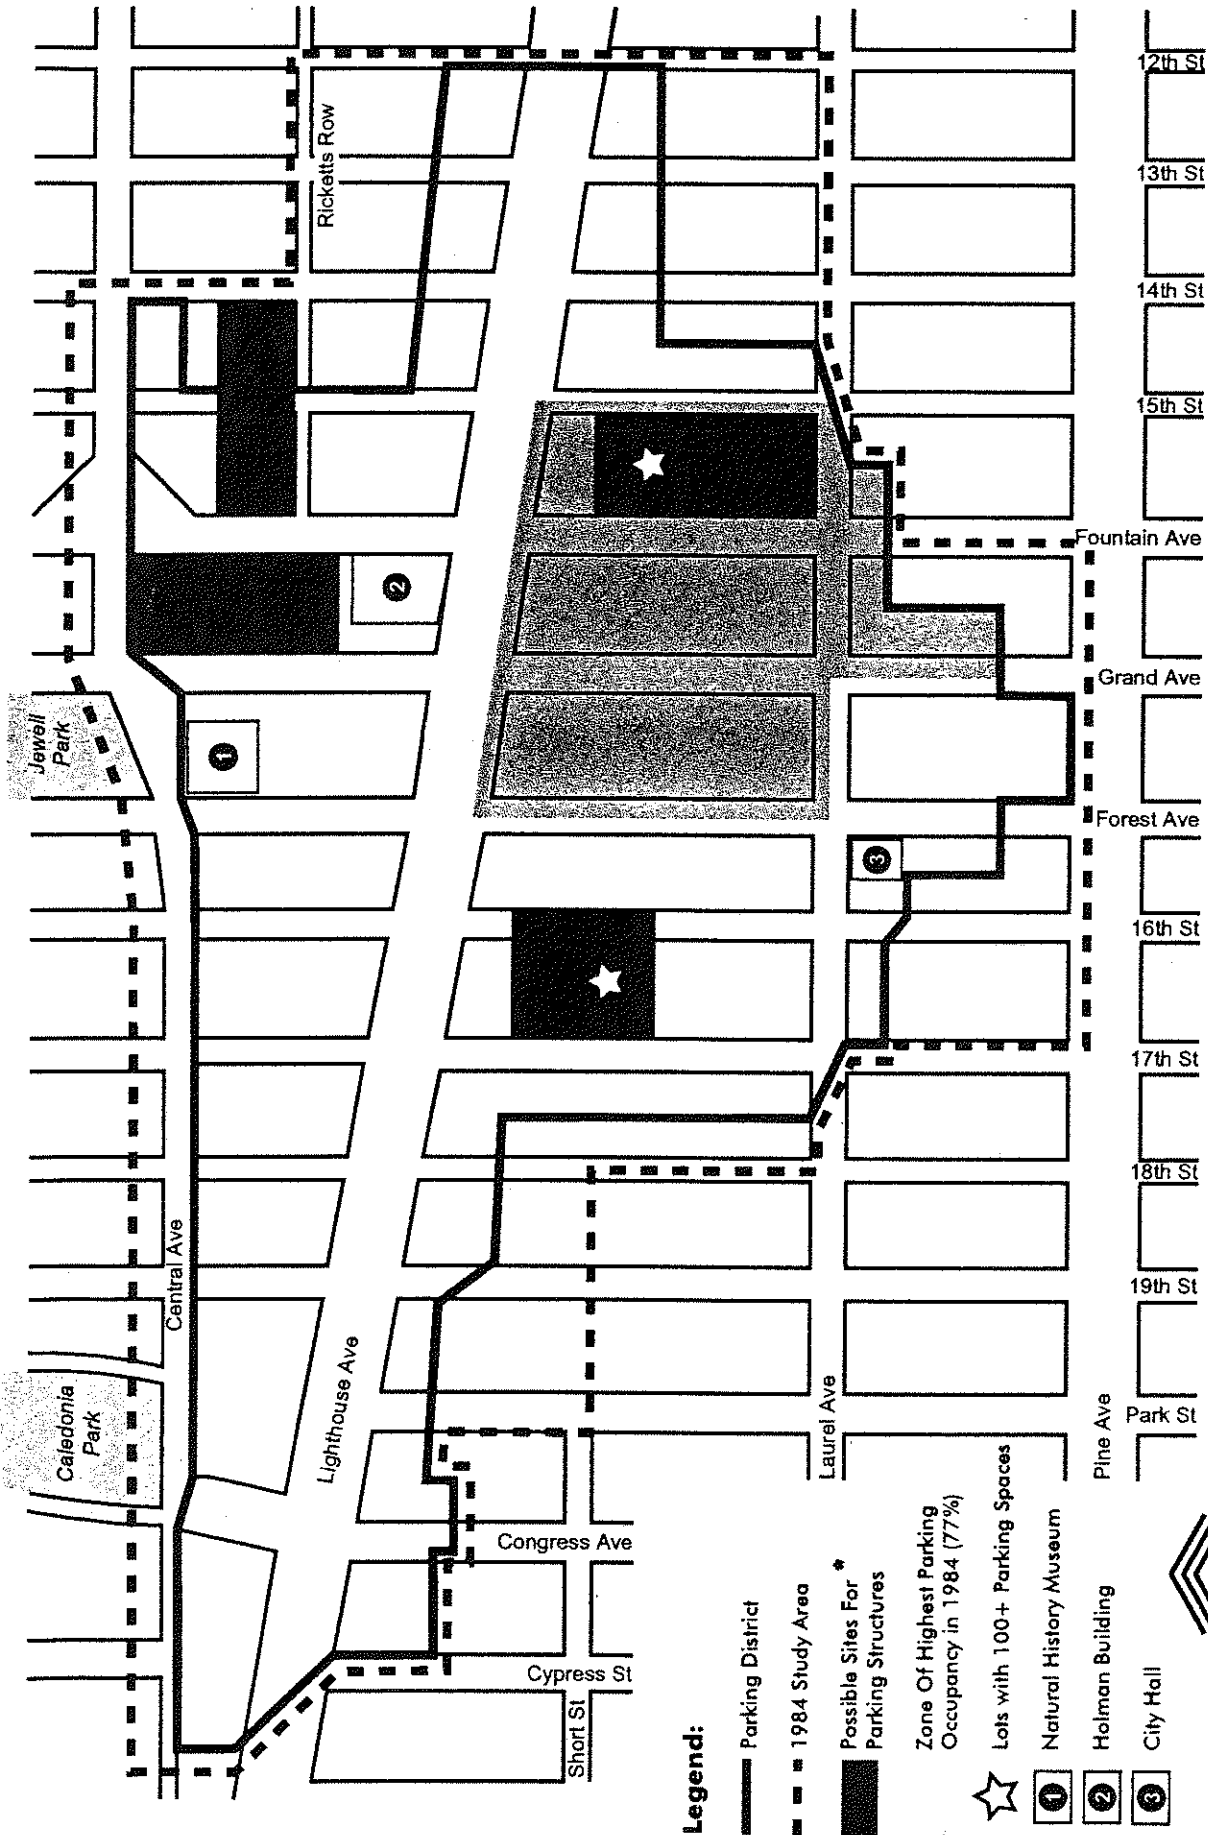 12th St
Ricketts Row
13th St
14th St
15th St
Fountain Ave
2
Grand Ave
Jewell
Park
1
Forest Ave
3
16th St
17th St
18th St
Central Ave
19th St
Lighthouse Ave
Caledonia
Park
Laurel Ave
Pine Ave
Park St
Congress Ave
Cypress St
Short St
Legend:
Parking District
1984 Study Area
Possible Sites For *
Parking Structures
Zone Of Highest Parking
Occupancy in 1984 (77%)
Lots with 100+ Parking Spaces
1 Natural History Museum
2 Holman Building
3 City Hall